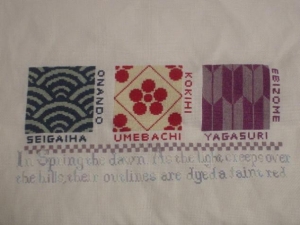 ONANDO
KOKIHI
EBIZOME
SEIGAIHA
UMEBACHI
YAGASURI
In Spring the dawn the light creeps over
the hills their outlines are dyed a faint red